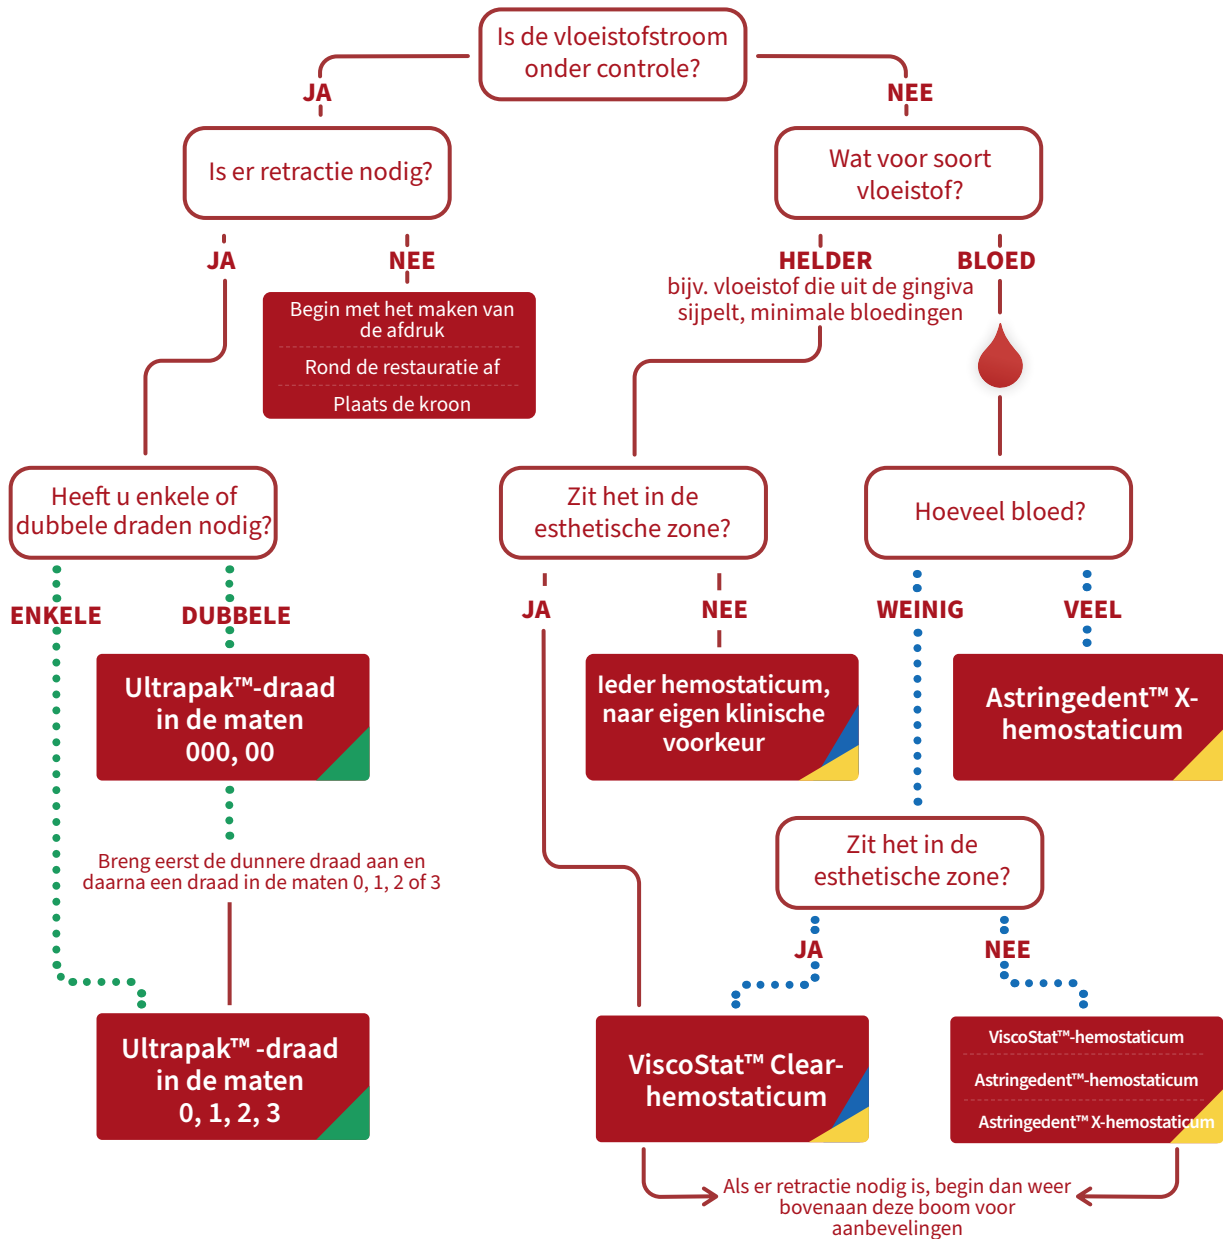 Is de vloeistofstroom
onder controle?
JA
NEE
Is er retractie nodig?
Wat voor soort
vloeistof?
JA
NEE
HELDER
BLOED
bijv. vloeistof die uit de gingiva
sijpelt, minimale bloedingen
Begin met het maken van
de afdruk
Rond de restauratie af
Plaats de kroon
Heeft u enkele of
dubbele draden nodig?
Zit het in de
esthetische zone?
Hoeveel bloed?
ENKELE
DUBBELE
JA
NEE
WEINIG
VEEL
Ultrapak™-draad
in de maten
000, 00
Ieder hemostaticum,
naar eigen klinische
voorkeur
Astringedent™ X-
hemostaticum
Breng eerst de dunnere draad aan en
daarna een draad in de maten 0, 1, 2 of 3
Zit het in de
esthetische zone?
JA
NEE
Ultrapak™ -draad
in de maten
0, 1, 2, 3
ViscoStat™ Clear-
hemostaticum
ViscoStat™-hemostaticum
Astringedent™-hemostaticum
Astringedent™ X-hemostaticum
Als er retractie nodig is, begin dan weer
bovenaan deze boom voor
aanbevelingen